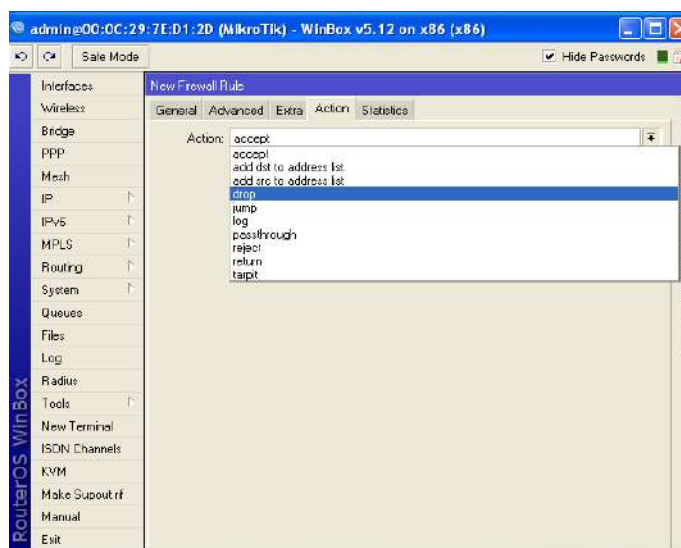 admin@00:0C:29:7E:D1:2D (MikroTik) - WinBox v5.12 on x86 (x86)
Safe Mode
Hide Passwords
Interfaces
Wireless
Bridge
PPP
Mesh
IP
IPv6
MPLS
Routing
System
Queues
Files
Log
Radius
Tools
New Terminal
ISDN Channels
KVM
Make Supout.rif
Manual
Exit
RouterOS WinBox
New Firewall Rule
General Advanced Extra Action Statistics
Action: accept
accept
add dst to address list
add src to address list
drop
jump
log
passthrough
reject
return
tarpit